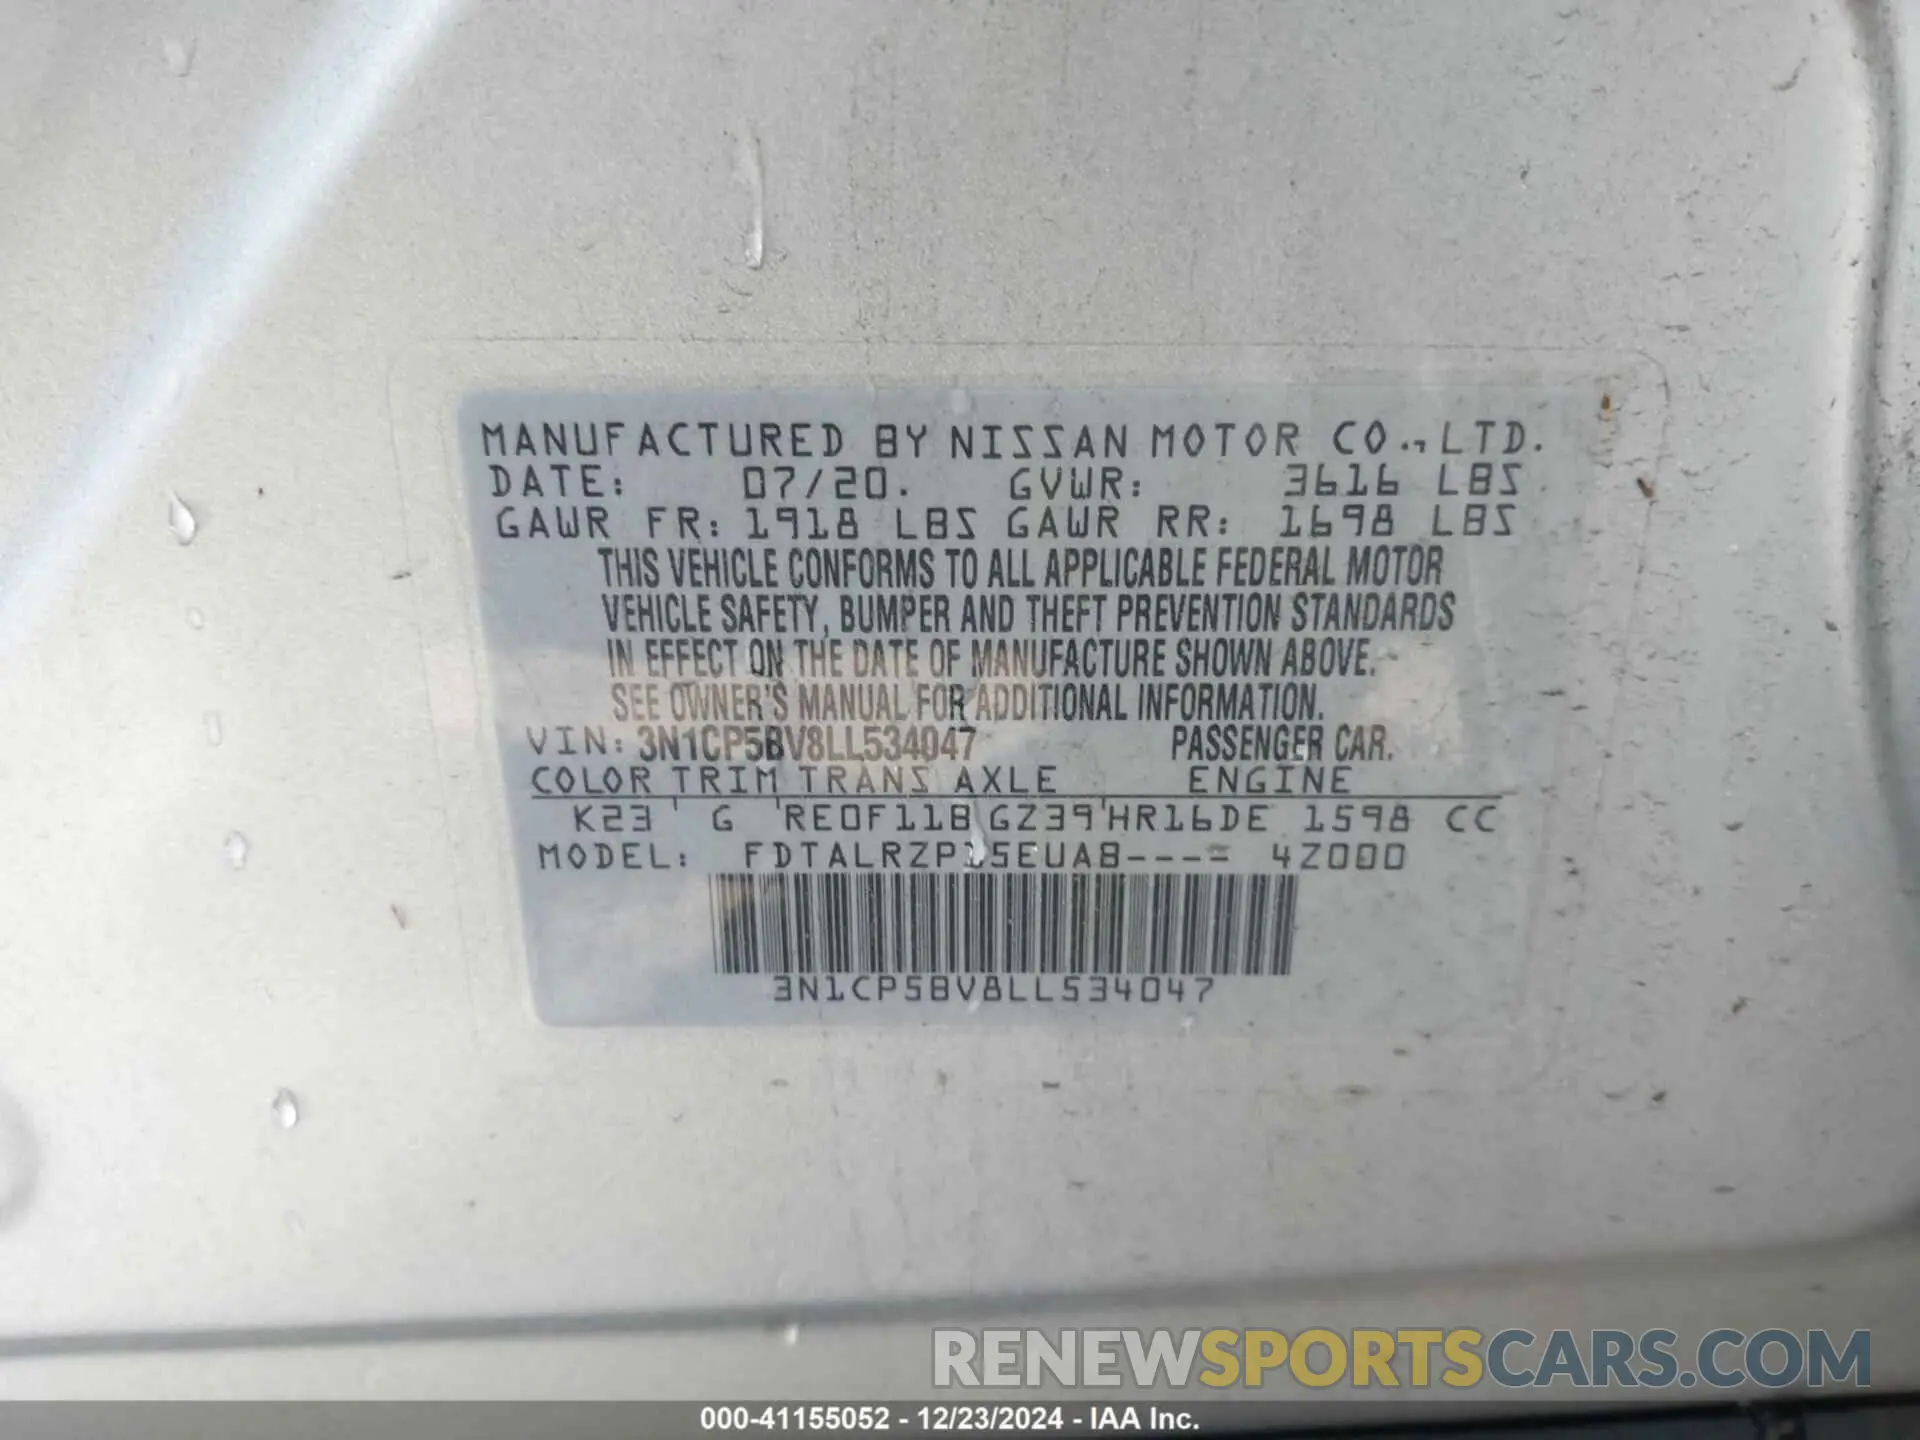 MANUFACTURED BY NISSAN MOTOR CO., LTD.
DATE: 07/20. GVWR: 3616 LBS
GAWR FR: 1918 LBS GAWR RR: 1698 LBS
THIS VEHICLE CONFORMS TO ALL APPLICABLE FEDERAL MOTOR
VEHICLE SAFETY, BUMPER AND THEFT PREVENTION STANDARDS
IN EFFECT ON THE DATE OF MANUFACTURE SHOWN ABOVE.
SEE OWNER'S MANUAL FOR ADDITIONAL INFORMATION.
VIN: 3N1CP5BV8LL534047 PASSENGER CAR.
COLOR TRIM TRANS AXLE ENGINE
K23 ' G ' RE0F11B GZ39'HR16DE 1598 CC
MODEL: FDTALRZP15EUAB---- 4Z000
3N1CP5BV8LL534047
RENEWSPORTSCARS.COM
000-41155052 - 12/23/2024 - IAA Inc.